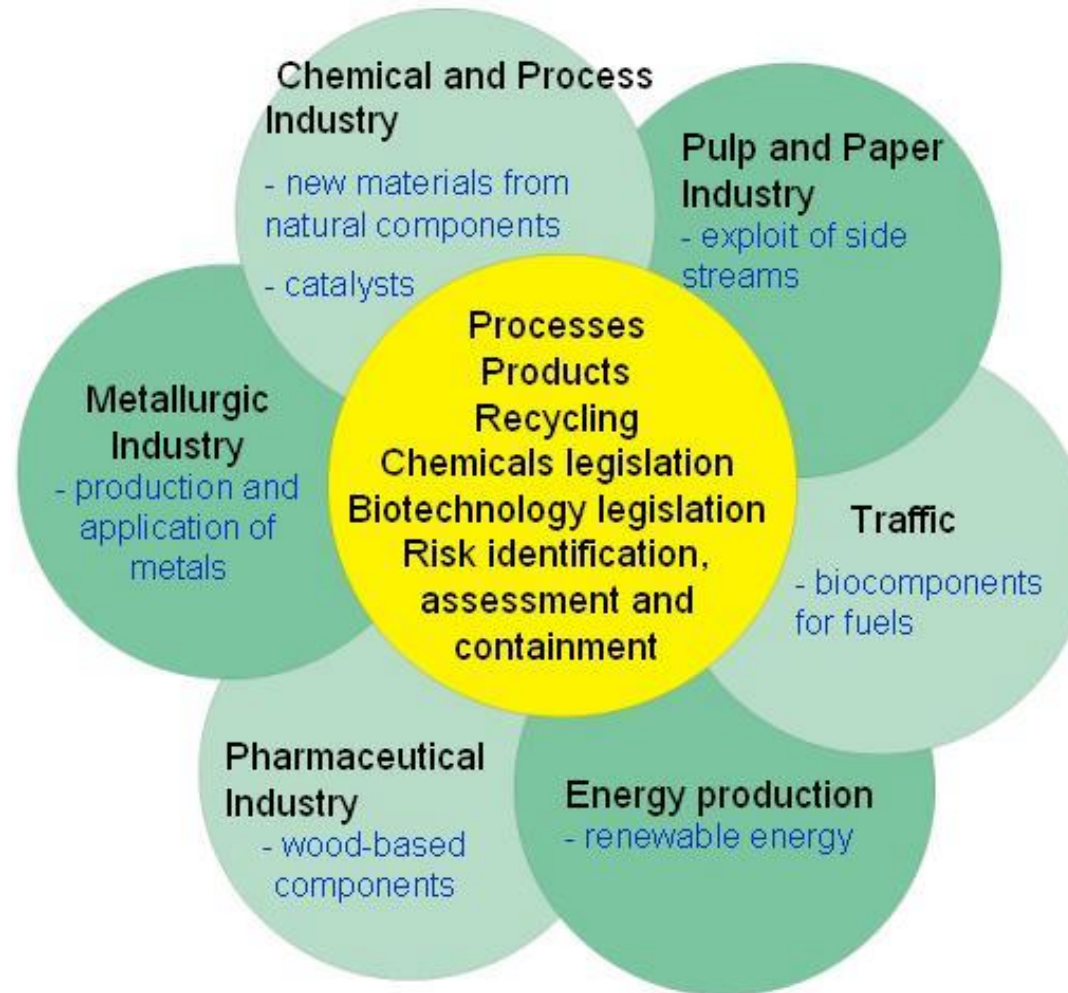 Chemical and Process
Industry
- new materials from
natural components
- catalysts
Pulp and Paper
Industry
- exploit of side
streams
Processes
Products
Recycling
Chemicals legislation
Biotechnology legislation
Risk identification,
assessment and
containment
Metallurgic
Industry
- production and
application of
metals
Traffic
- biocomponents
for fuels
Pharmaceutical
Industry
- wood-based
components
Energy production
- renewable energy